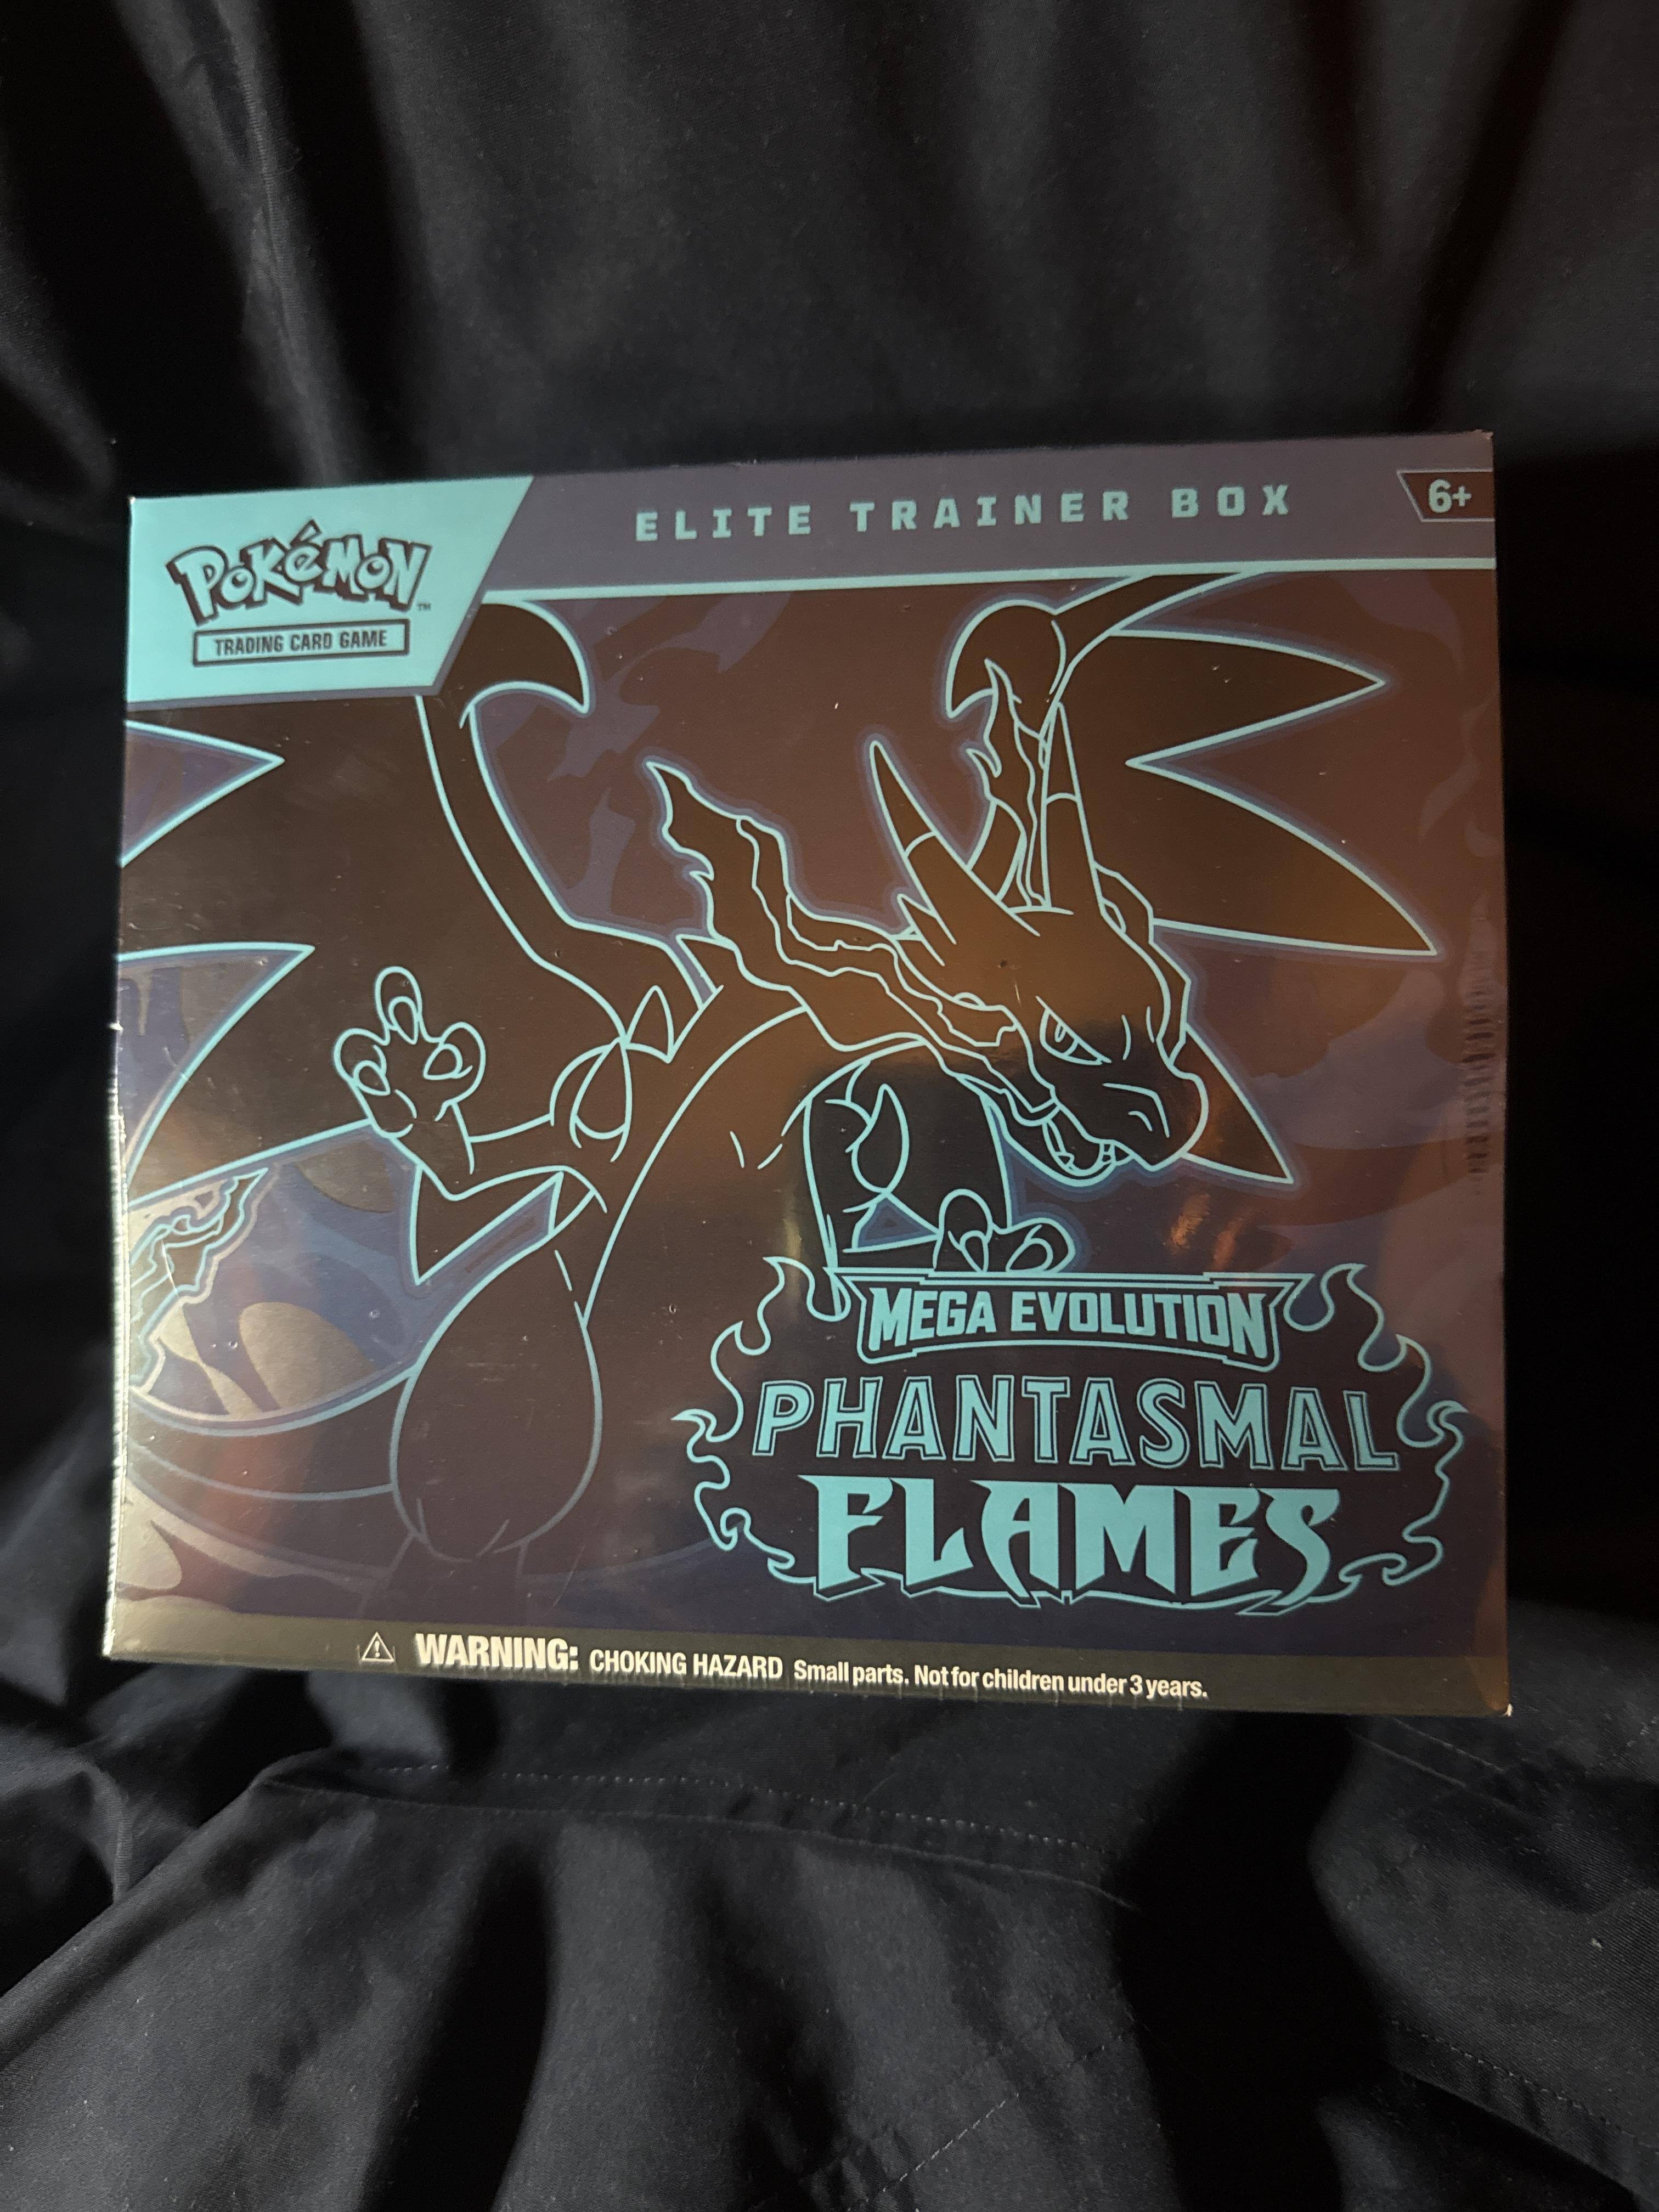 POKéMON™
TRADING CARD GAME
ELITE TRAINER BOX
6+
MEGA EVOLUTION
PHANTASMAL
FLAMES
WARNING: CHOKING HAZARD Small parts. Not for children under 3 years.